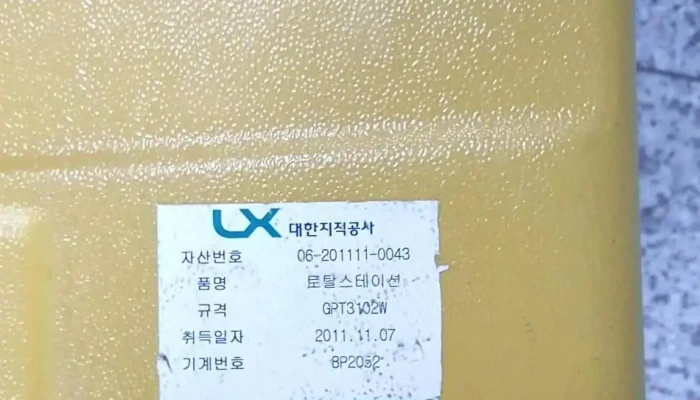 LX 대한지적공사
자산번호 06-201111-0043
품명 토탈스테이션
규격 GPT3102W
취득일자 2011.11.07
기계번호 8P2052